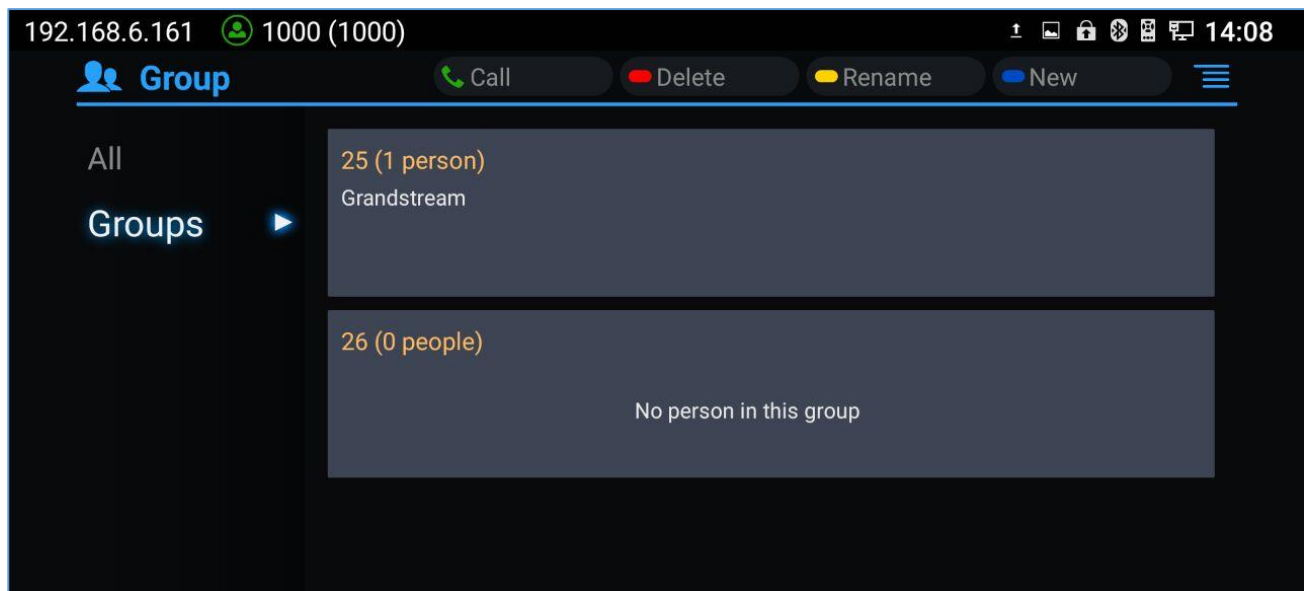 192.168.6.161 1000 (1000) 14:08
Group Call Delete Rename New
All
Groups
25 (1 person)
Grandstream
26 (0 people)
No person in this group